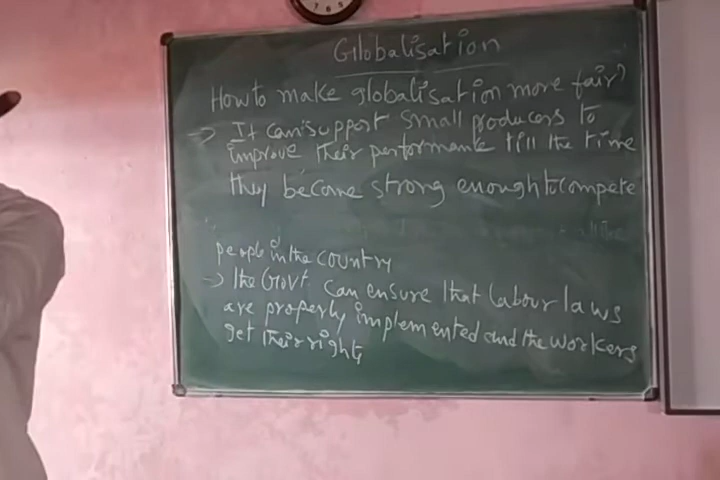 Globalisation
How to make globalisation more fair?
→ It can support small producers to
improve their performance till the time
they become strong enough to compete
people in the country
→ The Govt. can ensure that labour laws
are properly implemented and the workers
get their rights